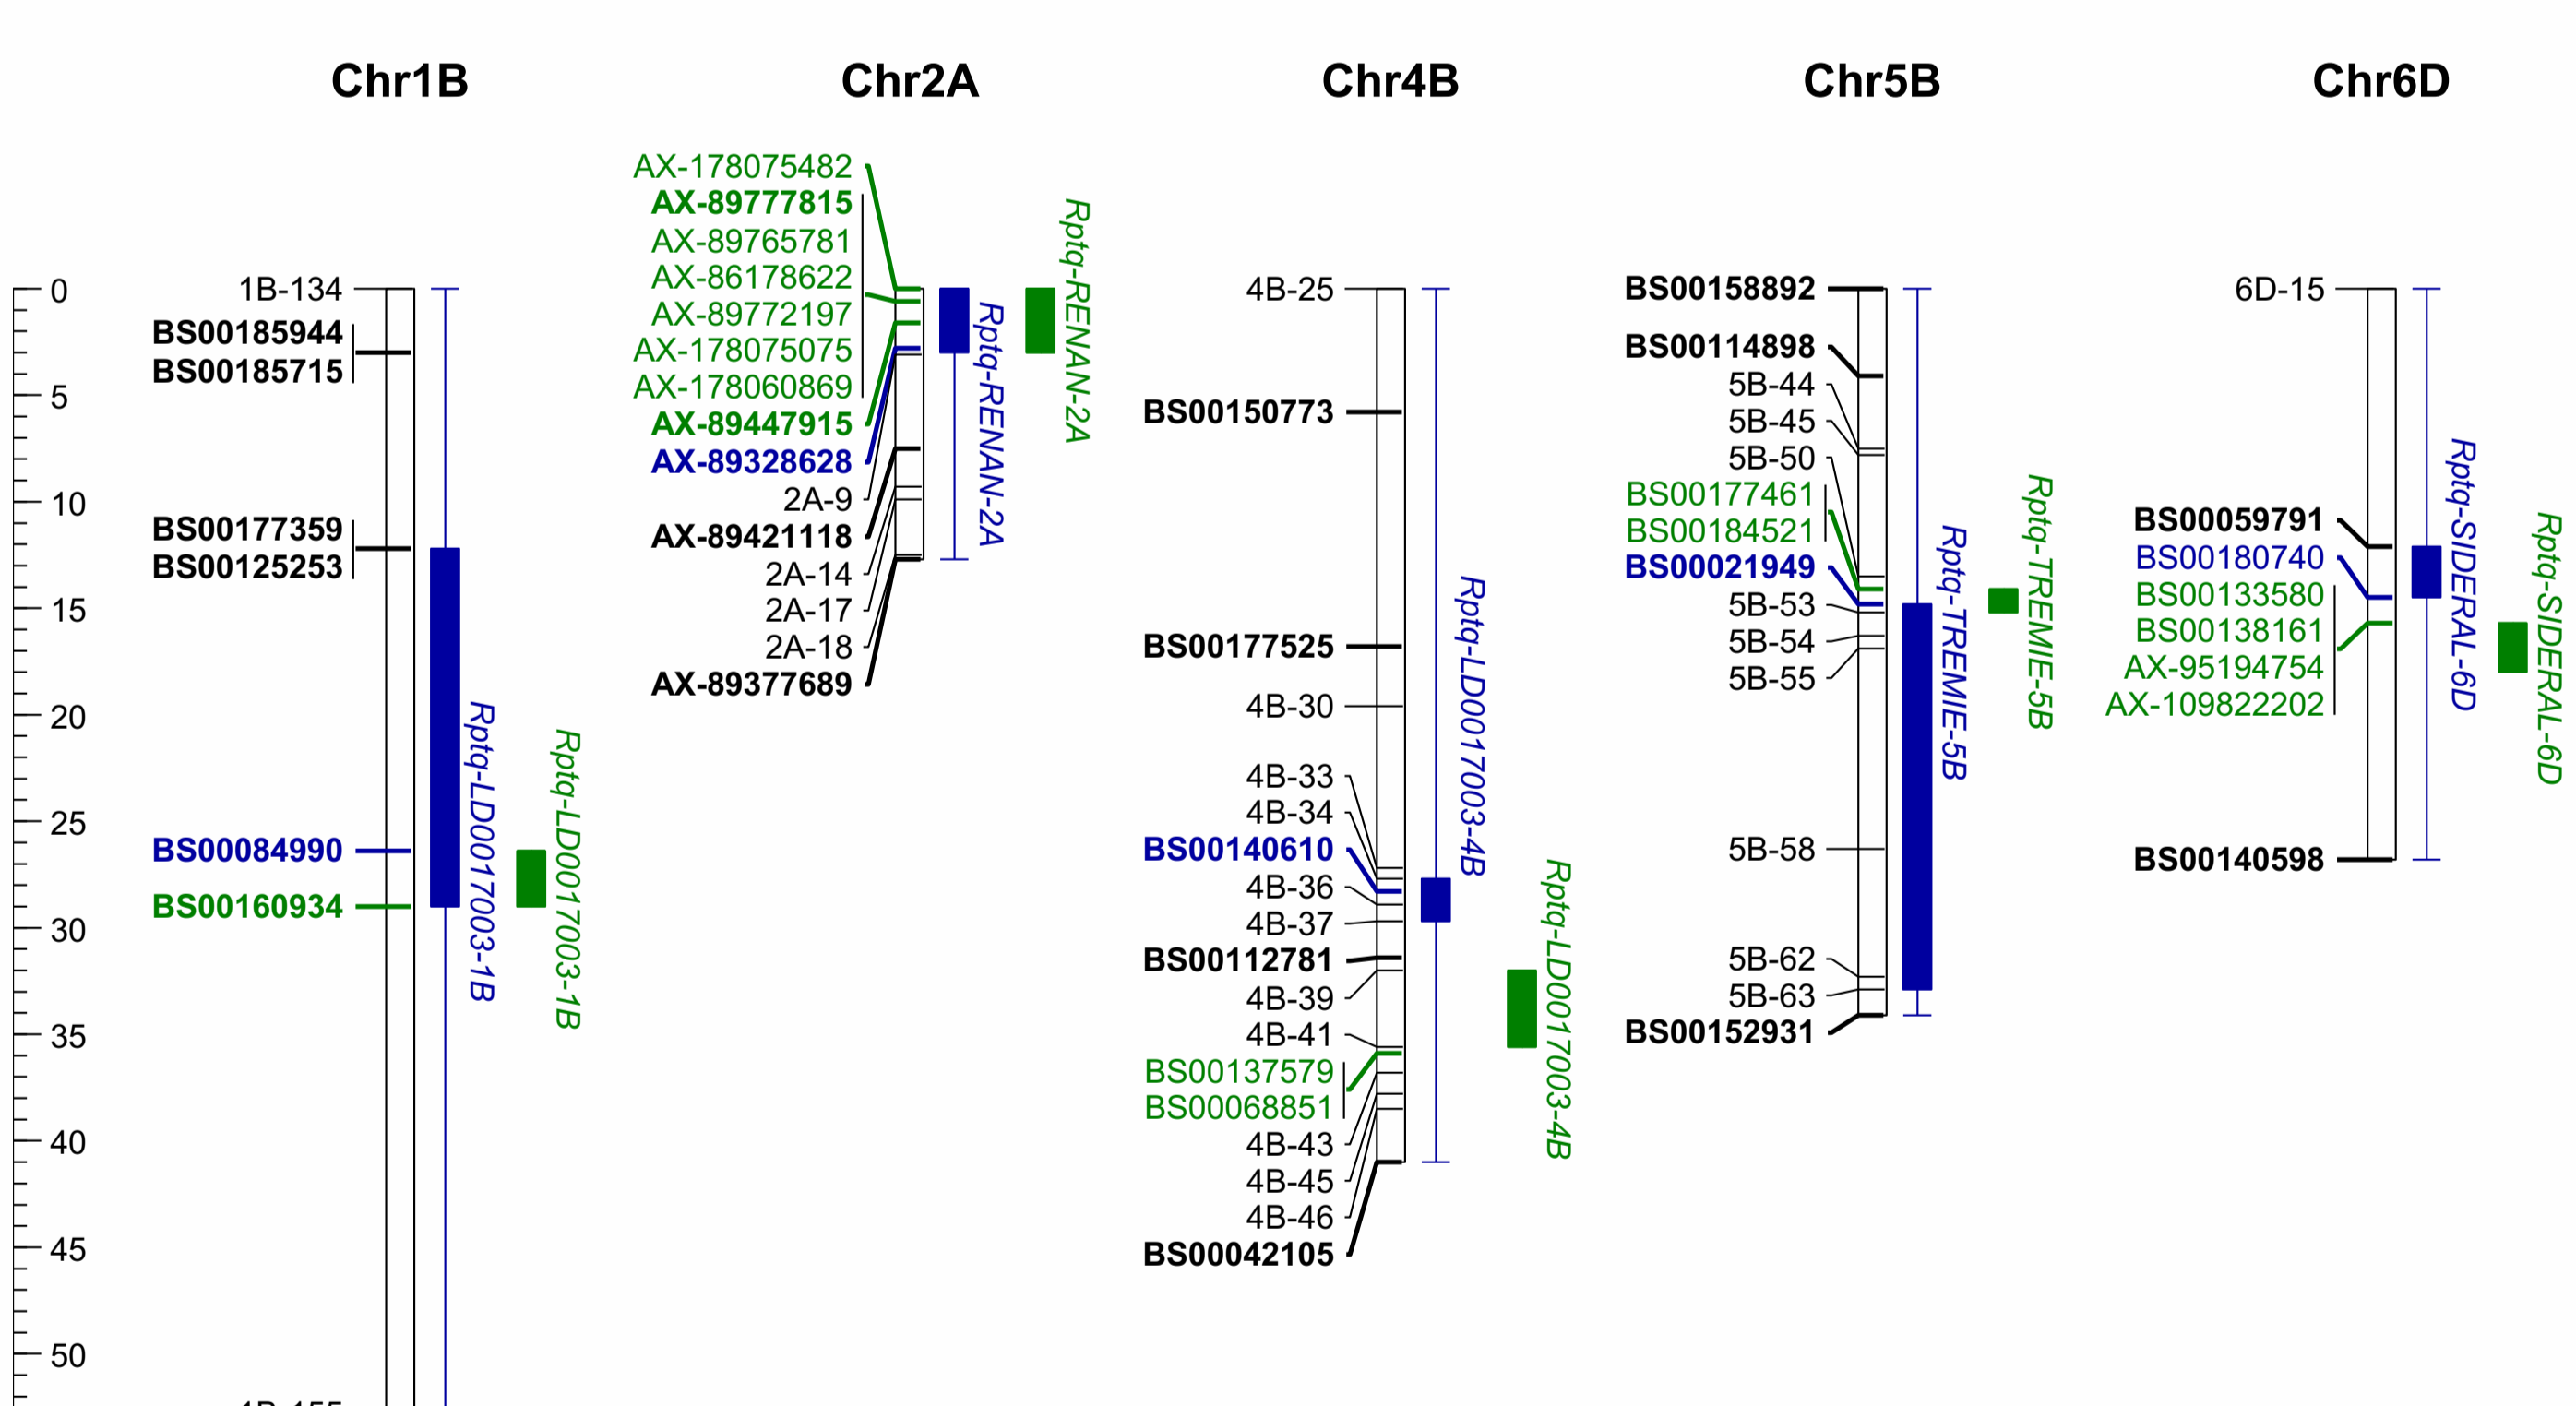 Chr1B
Chr2A
Chr4B
Chr5B
Chr6D
0
5
10
15
20
25
30
35
40
45
50
1B-134
BS00185944
BS00185715
BS00177359
BS00125253
BS00084990
BS00160934
Rptq-LD0017003-1B
Rptq-LD0017003-1B
AX-178075482
AX-89777815
AX-89765781
AX-86178622
AX-89772197
AX-178075075
AX-178060869
AX-89447915
AX-89328628
2A-9
AX-89421118
2A-14
2A-17
2A-18
AX-89377689
Rptq-RENAN-2A
Rptq-RENAN-2A
4B-25
BS00150773
BS00177525
4B-30
4B-33
4B-34
BS00140610
4B-36
4B-37
BS00112781
4B-39
4B-41
BS00137579
BS00068851
4B-43
4B-45
4B-46
BS00042105
Rptq-LD0017003-4B
Rptq-LD0017003-4B
BS00158892
BS00114898
5B-44
5B-45
5B-50
BS00177461
BS00184521
BS00021949
5B-53
5B-54
5B-55
5B-58
5B-62
5B-63
BS00152931
Rptq-TREMIE-5B
Rptq-TREMIE-5B
6D-15
BS00059791
BS00180740
BS00133580
BS00138161
AX-95194754
AX-109822202
BS00140598
Rptq-SIDERAL-6D
Rptq-SIDERAL-6D